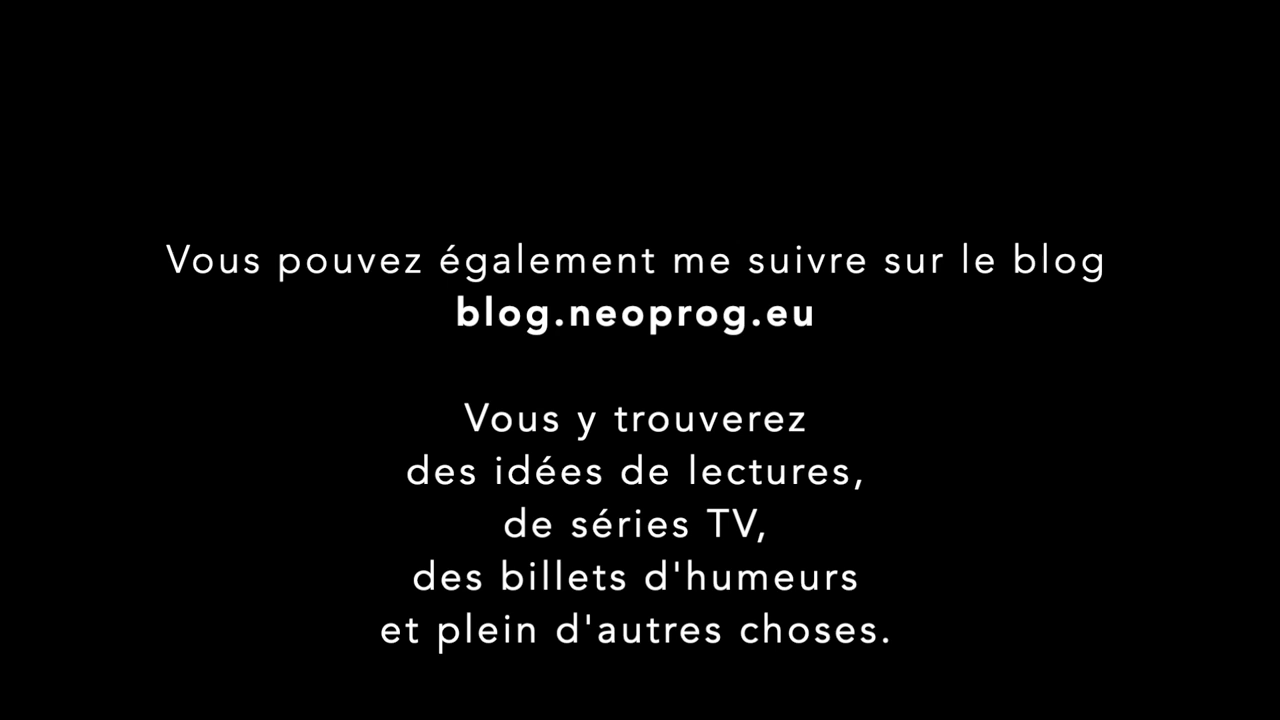 Vous pouvez également me suivre sur le blog
blog.neoprog.eu
Vous y trouverez
des idées de lectures,
de séries TV,
des billets d'humeurs
et plein d'autres choses.